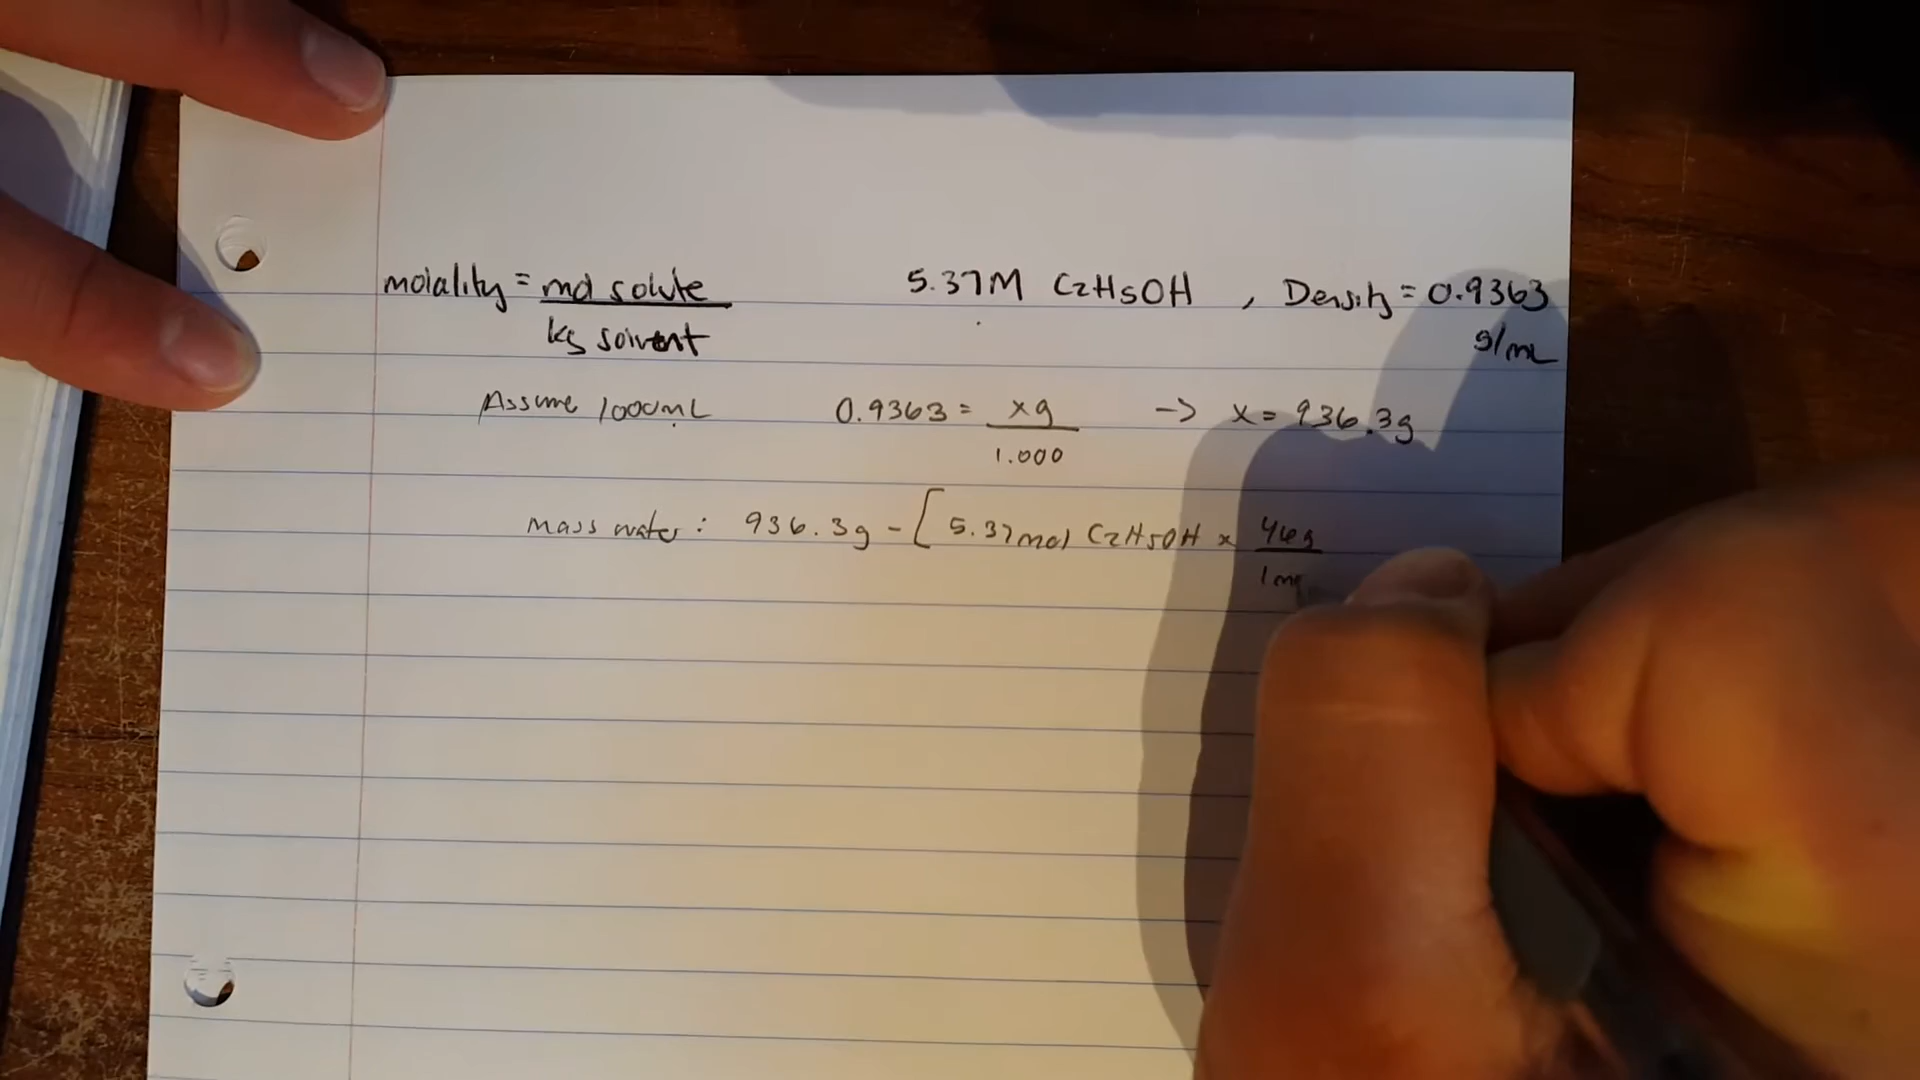 molality = mol solute
kg solvent
5.37M C2H5OH , Density = 0.9363
g/mL
Assume 1000mL 0.9363 = xg -> x = 936.3g
1.000
mass water: 936.3g - [ 5.37mol C2H5OH x 46g
1m